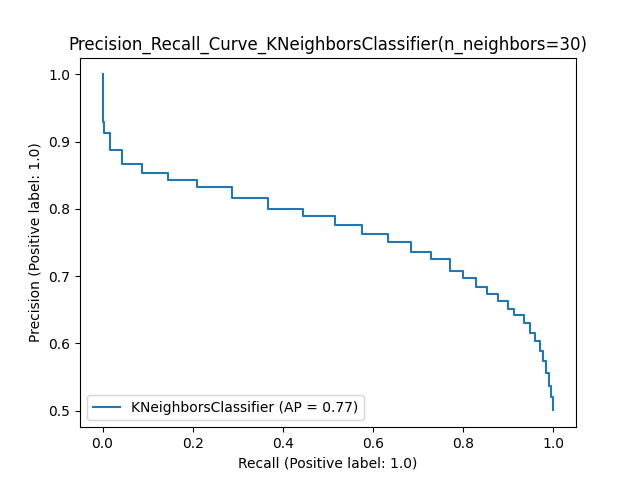 Precision_Recall_Curve_KNeighborsClassifier(n_neighbors=30)
1.0
0.9
0.8
0.7
0.6
0.5
Precision (Positive label: 1.0)
KNeighborsClassifier (AP = 0.77)
0.0 0.2 0.4 0.6 0.8 1.0
Recall (Positive label: 1.0)